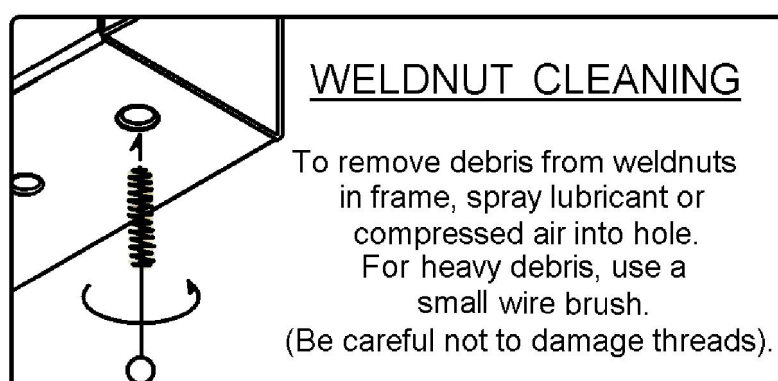 WELDNUT CLEANING
To remove debris from weldnuts
in frame, spray lubricant or
compressed air into hole.
For heavy debris, use a
small wire brush.
(Be careful not to damage threads).